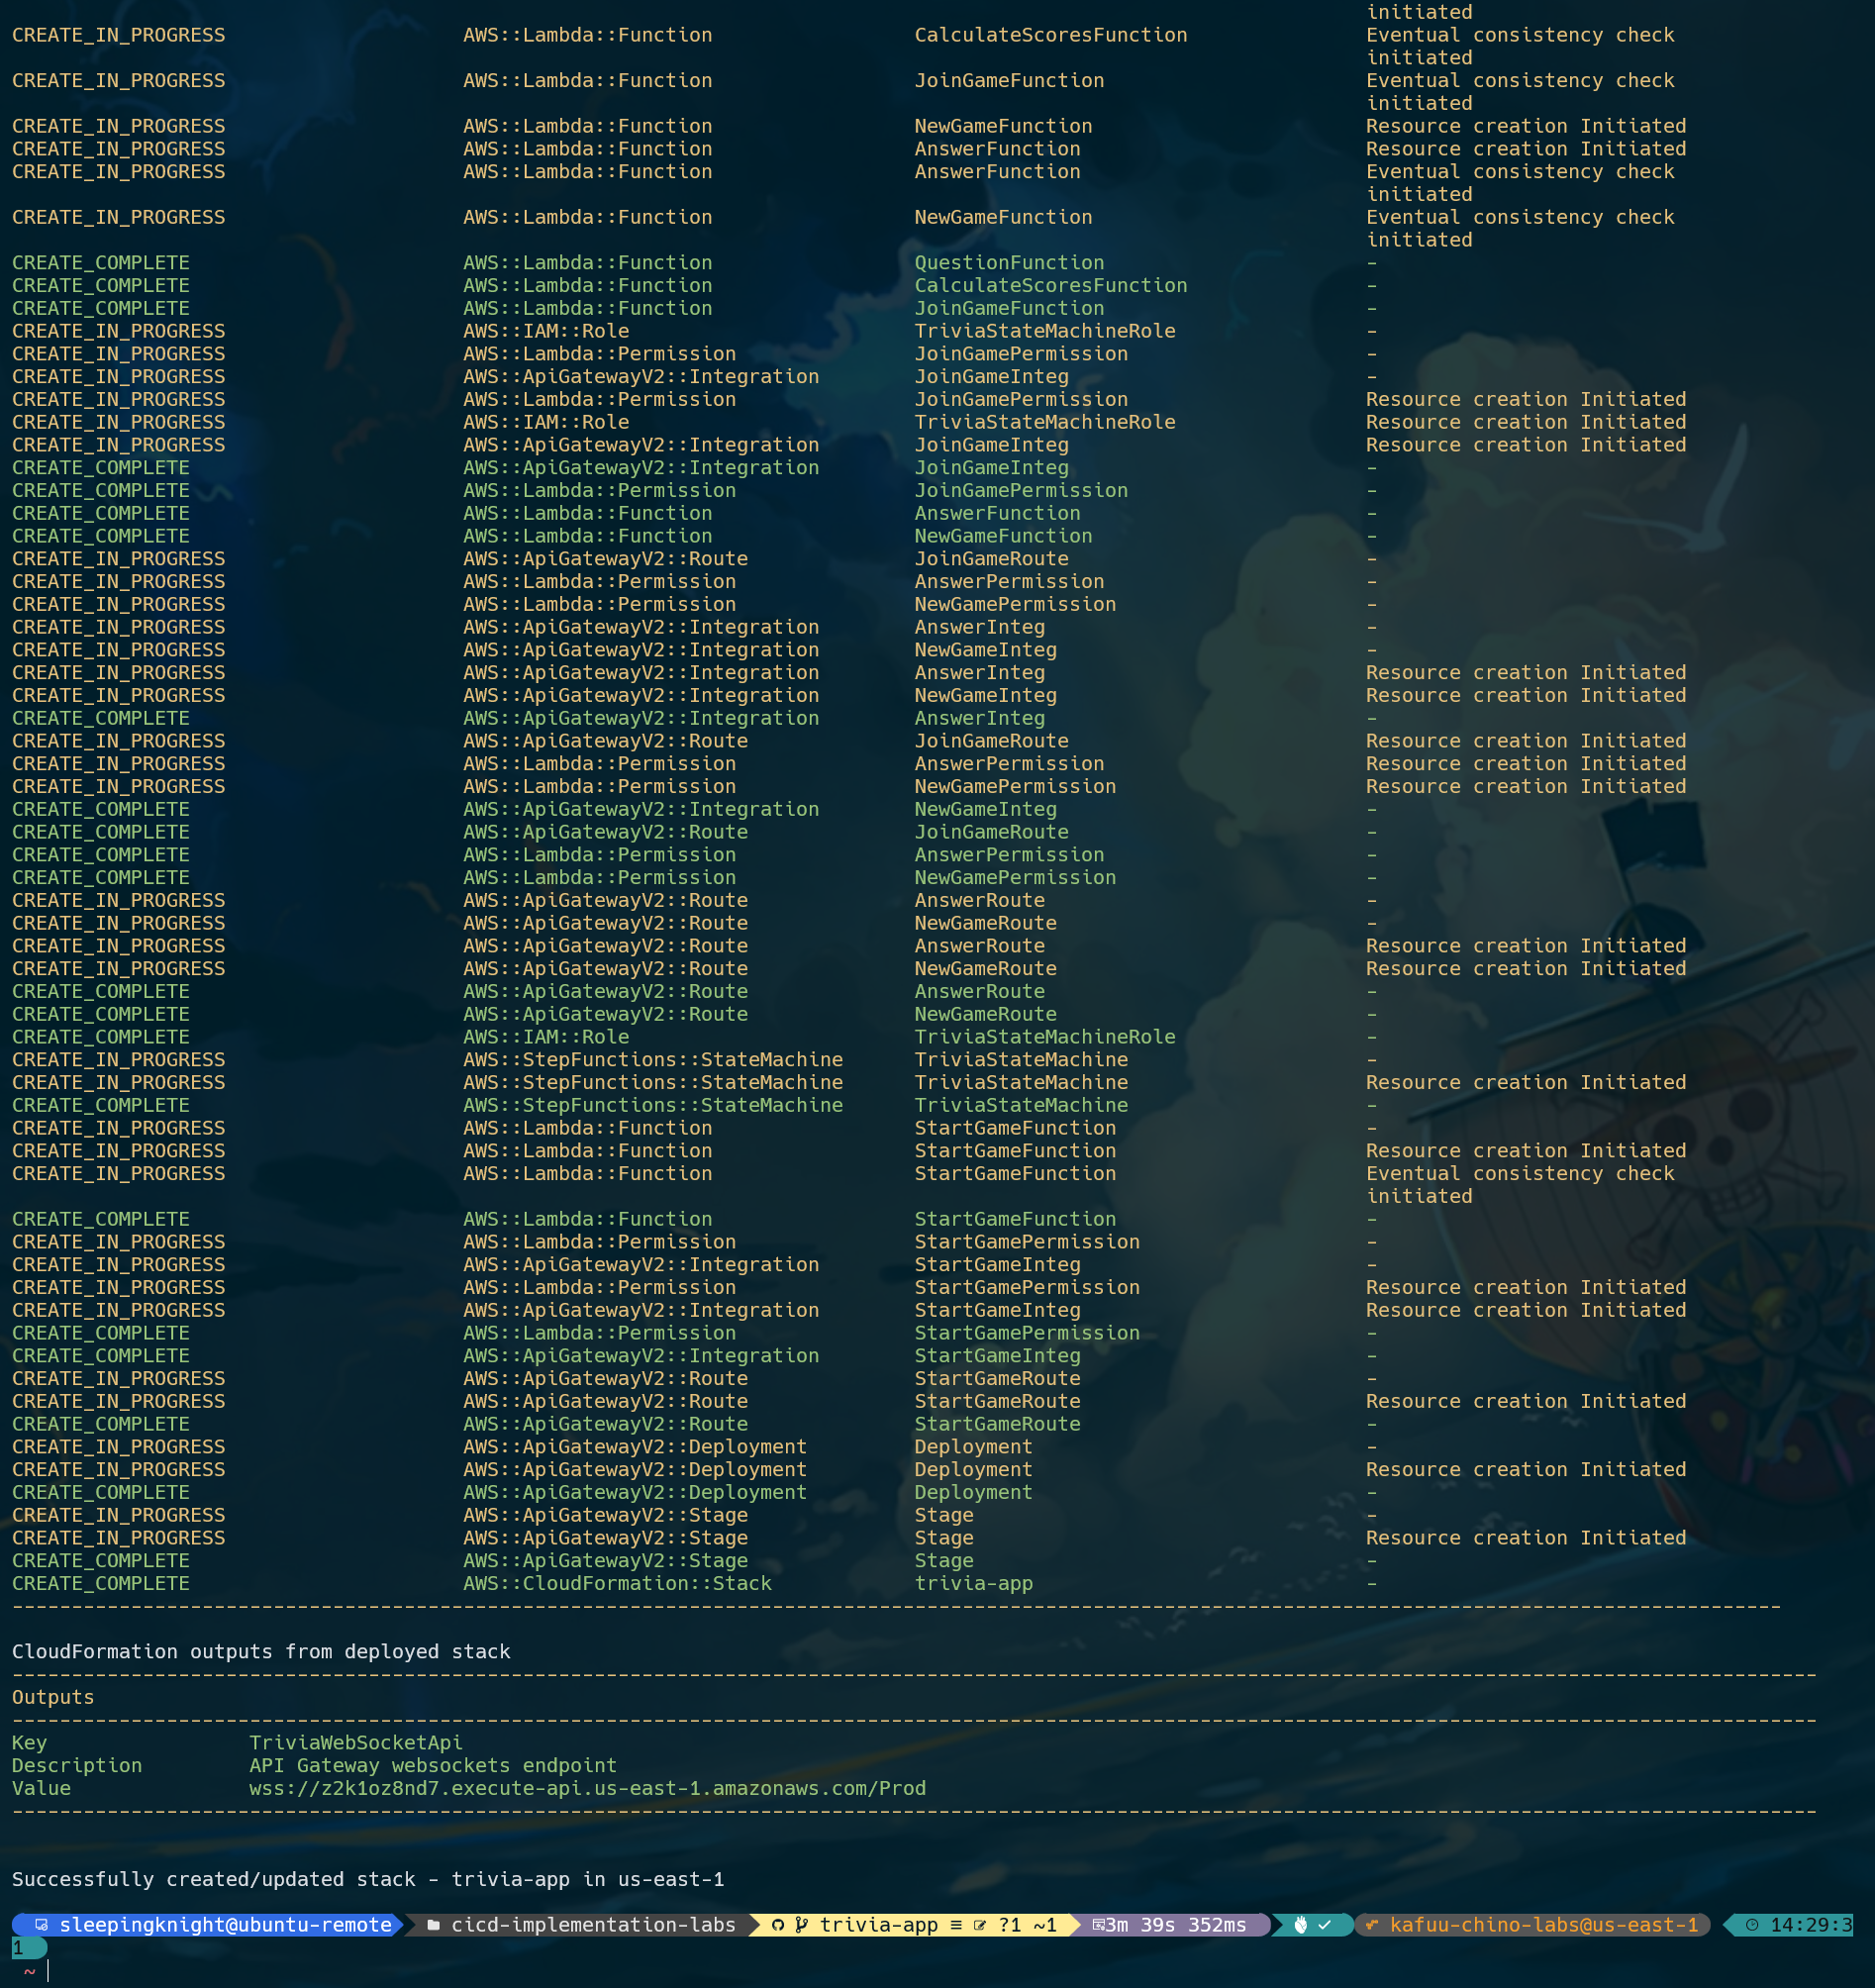 initiated
CREATE_IN_PROGRESS AWS::Lambda::Function CalculateScoresFunction Eventual consistency check
initiated
CREATE_IN_PROGRESS AWS::Lambda::Function JoinGameFunction Eventual consistency check
initiated
CREATE_IN_PROGRESS AWS::Lambda::Function NewGameFunction Resource creation Initiated
CREATE_IN_PROGRESS AWS::Lambda::Function AnswerFunction Resource creation Initiated
CREATE_IN_PROGRESS AWS::Lambda::Function AnswerFunction Eventual consistency check
initiated
CREATE_IN_PROGRESS AWS::Lambda::Function NewGameFunction Eventual consistency check
initiated
CREATE_COMPLETE AWS::Lambda::Function QuestionFunction -
CREATE_COMPLETE AWS::Lambda::Function CalculateScoresFunction -
CREATE_COMPLETE AWS::Lambda::Function JoinGameFunction -
CREATE_IN_PROGRESS AWS::IAM::Role TriviaStateMachineRole -
CREATE_IN_PROGRESS AWS::Lambda::Permission JoinGamePermission -
CREATE_IN_PROGRESS AWS::ApiGatewayV2::Integration JoinGameInteg -
CREATE_IN_PROGRESS AWS::Lambda::Permission JoinGamePermission Resource creation Initiated
CREATE_IN_PROGRESS AWS::IAM::Role TriviaStateMachineRole Resource creation Initiated
CREATE_IN_PROGRESS AWS::ApiGatewayV2::Integration JoinGameInteg Resource creation Initiated
CREATE_COMPLETE AWS::ApiGatewayV2::Integration JoinGameInteg -
CREATE_COMPLETE AWS::Lambda::Permission JoinGamePermission -
CREATE_COMPLETE AWS::Lambda::Function AnswerFunction -
CREATE_COMPLETE AWS::Lambda::Function NewGameFunction -
CREATE_IN_PROGRESS AWS::ApiGatewayV2::Route JoinGameRoute -
CREATE_IN_PROGRESS AWS::Lambda::Permission AnswerPermission -
CREATE_IN_PROGRESS AWS::Lambda::Permission NewGamePermission -
CREATE_IN_PROGRESS AWS::ApiGatewayV2::Integration AnswerInteg -
CREATE_IN_PROGRESS AWS::ApiGatewayV2::Integration NewGameInteg -
CREATE_IN_PROGRESS AWS::ApiGatewayV2::Integration AnswerInteg Resource creation Initiated
CREATE_IN_PROGRESS AWS::ApiGatewayV2::Integration NewGameInteg Resource creation Initiated
CREATE_COMPLETE AWS::ApiGatewayV2::Integration AnswerInteg -
CREATE_IN_PROGRESS AWS::ApiGatewayV2::Route JoinGameRoute Resource creation Initiated
CREATE_IN_PROGRESS AWS::Lambda::Permission AnswerPermission Resource creation Initiated
CREATE_IN_PROGRESS AWS::Lambda::Permission NewGamePermission Resource creation Initiated
CREATE_COMPLETE AWS::ApiGatewayV2::Integration NewGameInteg -
CREATE_COMPLETE AWS::ApiGatewayV2::Route JoinGameRoute -
CREATE_COMPLETE AWS::Lambda::Permission AnswerPermission -
CREATE_COMPLETE AWS::Lambda::Permission NewGamePermission -
CREATE_IN_PROGRESS AWS::ApiGatewayV2::Route AnswerRoute -
CREATE_IN_PROGRESS AWS::ApiGatewayV2::Route NewGameRoute -
CREATE_IN_PROGRESS AWS::ApiGatewayV2::Route AnswerRoute Resource creation Initiated
CREATE_IN_PROGRESS AWS::ApiGatewayV2::Route NewGameRoute Resource creation Initiated
CREATE_COMPLETE AWS::ApiGatewayV2::Route AnswerRoute -
CREATE_COMPLETE AWS::ApiGatewayV2::Route NewGameRoute -
CREATE_COMPLETE AWS::IAM::Role TriviaStateMachineRole -
CREATE_IN_PROGRESS AWS::StepFunctions::StateMachine TriviaStateMachine -
CREATE_IN_PROGRESS AWS::StepFunctions::StateMachine TriviaStateMachine Resource creation Initiated
CREATE_COMPLETE AWS::StepFunctions::StateMachine TriviaStateMachine -
CREATE_IN_PROGRESS AWS::Lambda::Function StartGameFunction -
CREATE_IN_PROGRESS AWS::Lambda::Function StartGameFunction Resource creation Initiated
CREATE_IN_PROGRESS AWS::Lambda::Function StartGameFunction Eventual consistency check
initiated
CREATE_COMPLETE AWS::Lambda::Function StartGameFunction -
CREATE_IN_PROGRESS AWS::Lambda::Permission StartGamePermission -
CREATE_IN_PROGRESS AWS::ApiGatewayV2::Integration StartGameInteg -
CREATE_IN_PROGRESS AWS::Lambda::Permission StartGamePermission Resource creation Initiated
CREATE_IN_PROGRESS AWS::ApiGatewayV2::Integration StartGameInteg Resource creation Initiated
CREATE_COMPLETE AWS::Lambda::Permission StartGamePermission -
CREATE_COMPLETE AWS::ApiGatewayV2::Integration StartGameInteg -
CREATE_IN_PROGRESS AWS::ApiGatewayV2::Route StartGameRoute -
CREATE_IN_PROGRESS AWS::ApiGatewayV2::Route StartGameRoute Resource creation Initiated
CREATE_COMPLETE AWS::ApiGatewayV2::Route StartGameRoute -
CREATE_IN_PROGRESS AWS::ApiGatewayV2::Deployment Deployment -
CREATE_IN_PROGRESS AWS::ApiGatewayV2::Deployment Deployment Resource creation Initiated
CREATE_COMPLETE AWS::ApiGatewayV2::Deployment Deployment -
CREATE_IN_PROGRESS AWS::ApiGatewayV2::Stage Stage -
CREATE_IN_PROGRESS AWS::ApiGatewayV2::Stage Stage Resource creation Initiated
CREATE_COMPLETE AWS::ApiGatewayV2::Stage Stage -
CREATE_COMPLETE AWS::CloudFormation::Stack trivia-app -
CloudFormation outputs from deployed stack
Outputs
Key TriviaWebSocketApi
Description API Gateway websockets endpoint
Value wss://z2k1oz8nd7.execute-api.us-east-1.amazonaws.com/Prod
Successfully created/updated stack - trivia-app in us-east-1
sleepingknight@ubuntu-remote cicd-implementation-labs trivia-app ≡ ?1 ~1 3m 39s 352ms ✓ kafuu-chino-labs@us-east-1 14:29:3
1
~